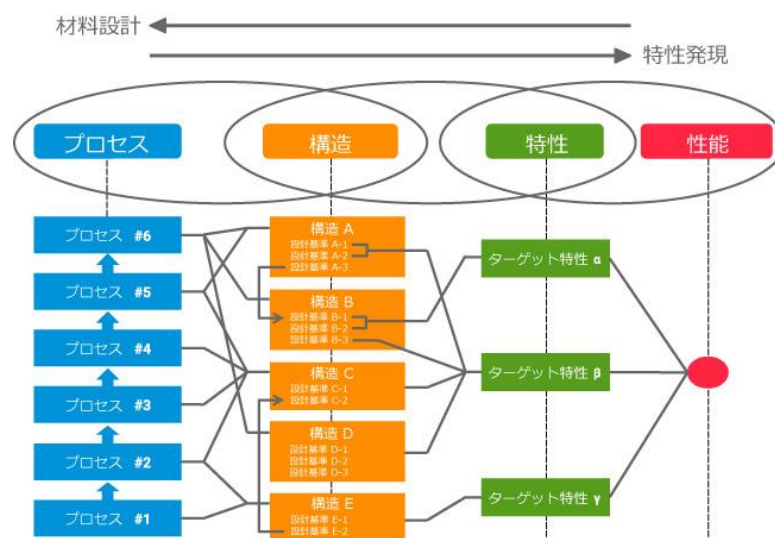 材料設計
特性発現
プロセス
構造
特性
性能
プロセス #6
プロセス #5
プロセス #4
プロセス #3
プロセス #2
プロセス #1
構造 A
設計基準 A-1
設計基準 A-2
設計基準 A-3
構造 B
設計基準 B-1
設計基準 B-2
設計基準 B-3
構造 C
設計基準 C-1
設計基準 C-2
構造 D
設計基準 D-1
設計基準 D-2
設計基準 D-3
構造 E
設計基準 E-1
設計基準 E-2
ターゲット特性 α
ターゲット特性 β
ターゲット特性 γ